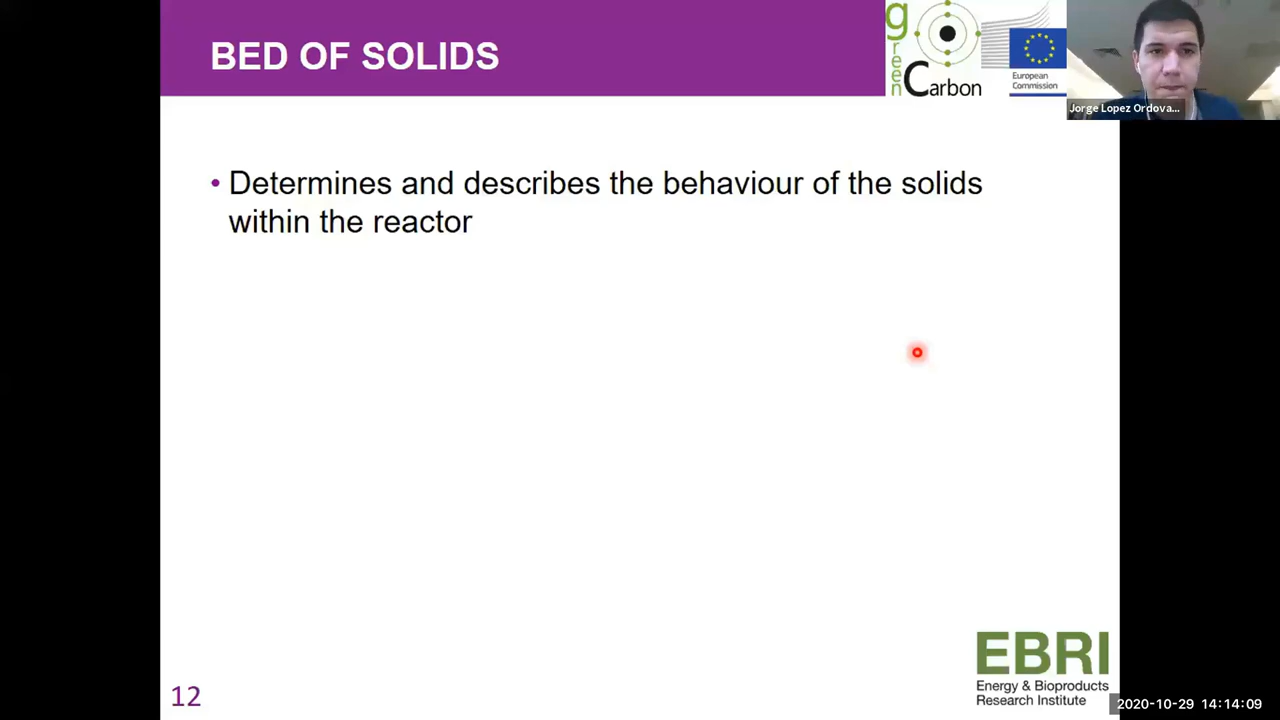 BED OF SOLIDS
green
Carbon
European
Commission
Jorge Lopez Ordova...
• Determines and describes the behaviour of the solids
within the reactor
EBRI
Energy & Bioproducts
Research Institute
12
2020-10-29 14:14:09